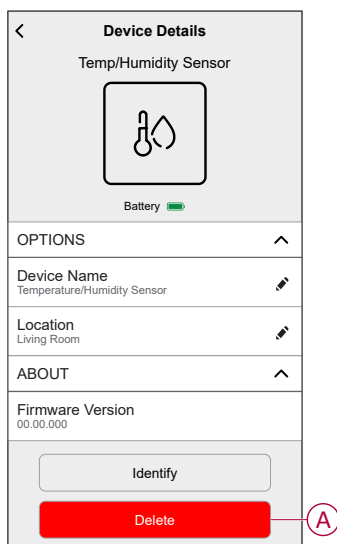 Device Details
Temp/Humidity Sensor
Battery
OPTIONS
Device Name
Temperature/Humidity Sensor
Location
Living Room
ABOUT
Firmware Version
00.00.000
Identify
Delete
A